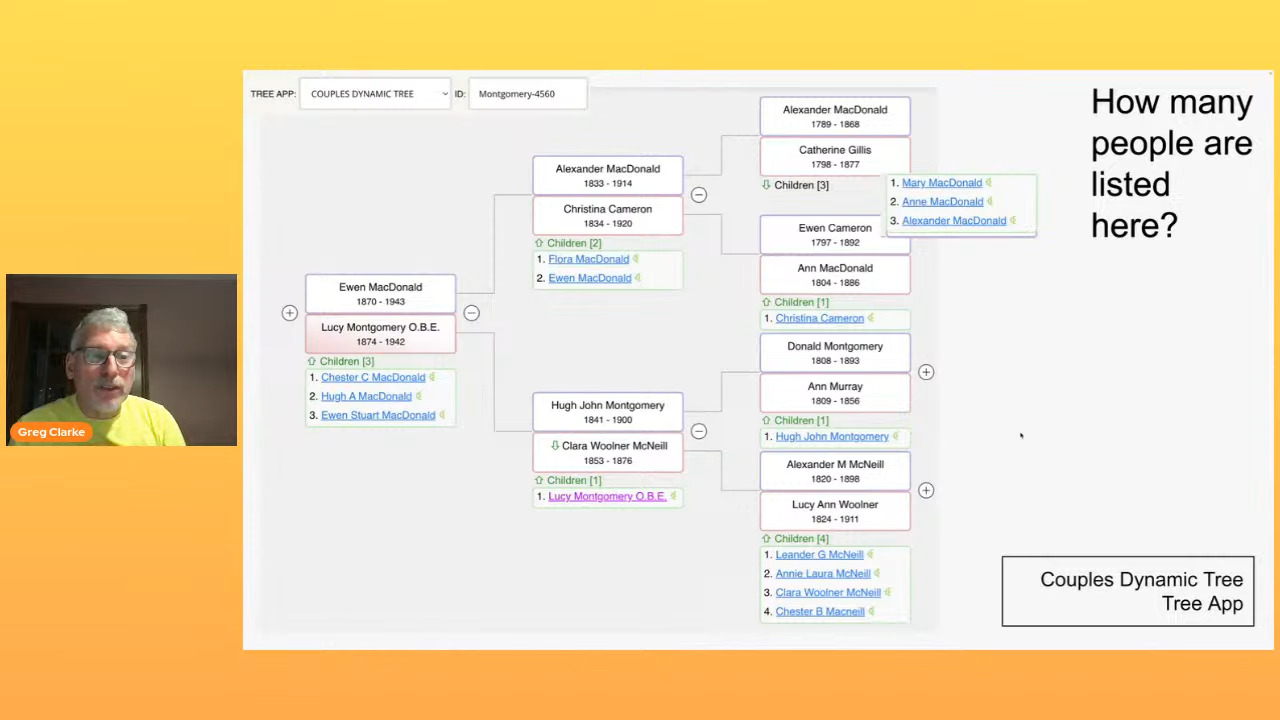 TREE APP:
COUPLES DYNAMIC TREE
ID:
Montgomery-4560
How many
people are
listed
here?
Ewen MacDonald
1870 - 1943
Lucy Montgomery O.B.E.
1874 - 1942
Children [3]
1. Chester C MacDonald
2. Hugh A MacDonald
3. Ewen Stuart MacDonald
Alexander MacDonald
1833 - 1914
Christina Cameron
1834 - 1920
Children [2]
1. Flora MacDonald
2. Ewen MacDonald
Hugh John Montgomery
1841 - 1900
Clara Woolner McNeill
1853 - 1876
Children [1]
1. Lucy Montgomery O.B.E.
Alexander MacDonald
1789 - 1868
Catherine Gillis
1798 - 1877
Children [3]
1. Mary MacDonald
2. Anne MacDonald
3. Alexander MacDonald
Ewen Cameron
1797 - 1892
Ann MacDonald
1804 - 1886
Children [1]
1. Christina Cameron
Donald Montgomery
1808 - 1893
Ann Murray
1809 - 1856
Children [1]
1. Hugh John Montgomery
Alexander M McNeill
1820 - 1898
Lucy Ann Woolner
1824 - 1911
Children [4]
1. Leander G McNeill
2. Annie Laura McNeill
3. Clara Woolner McNeill
4. Chester B Macneill
Couples Dynamic Tree
Tree App
Greg Clarke